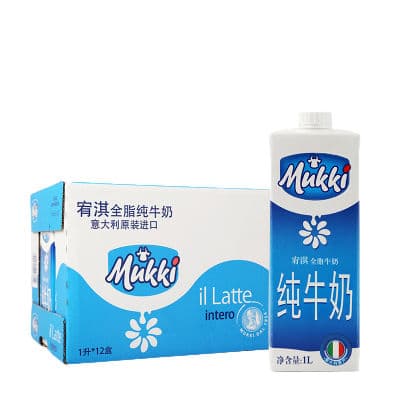 宥淇全脂纯牛奶
意大利原装进口
Mukki
il Latte
intero
1升*12盒
Mukki
宥淇 全脂牛奶
纯牛奶
净含量:1L